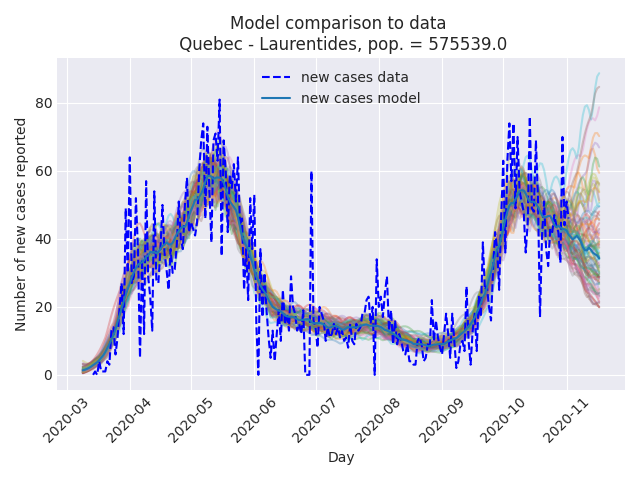 Model comparison to data
Quebec - Laurentides, pop. = 575539.0
new cases data
new cases model
Number of new cases reported
80
60
40
20
0
2020-03
2020-04
2020-05
2020-06
2020-07
2020-08
2020-09
2020-10
2020-11
Day